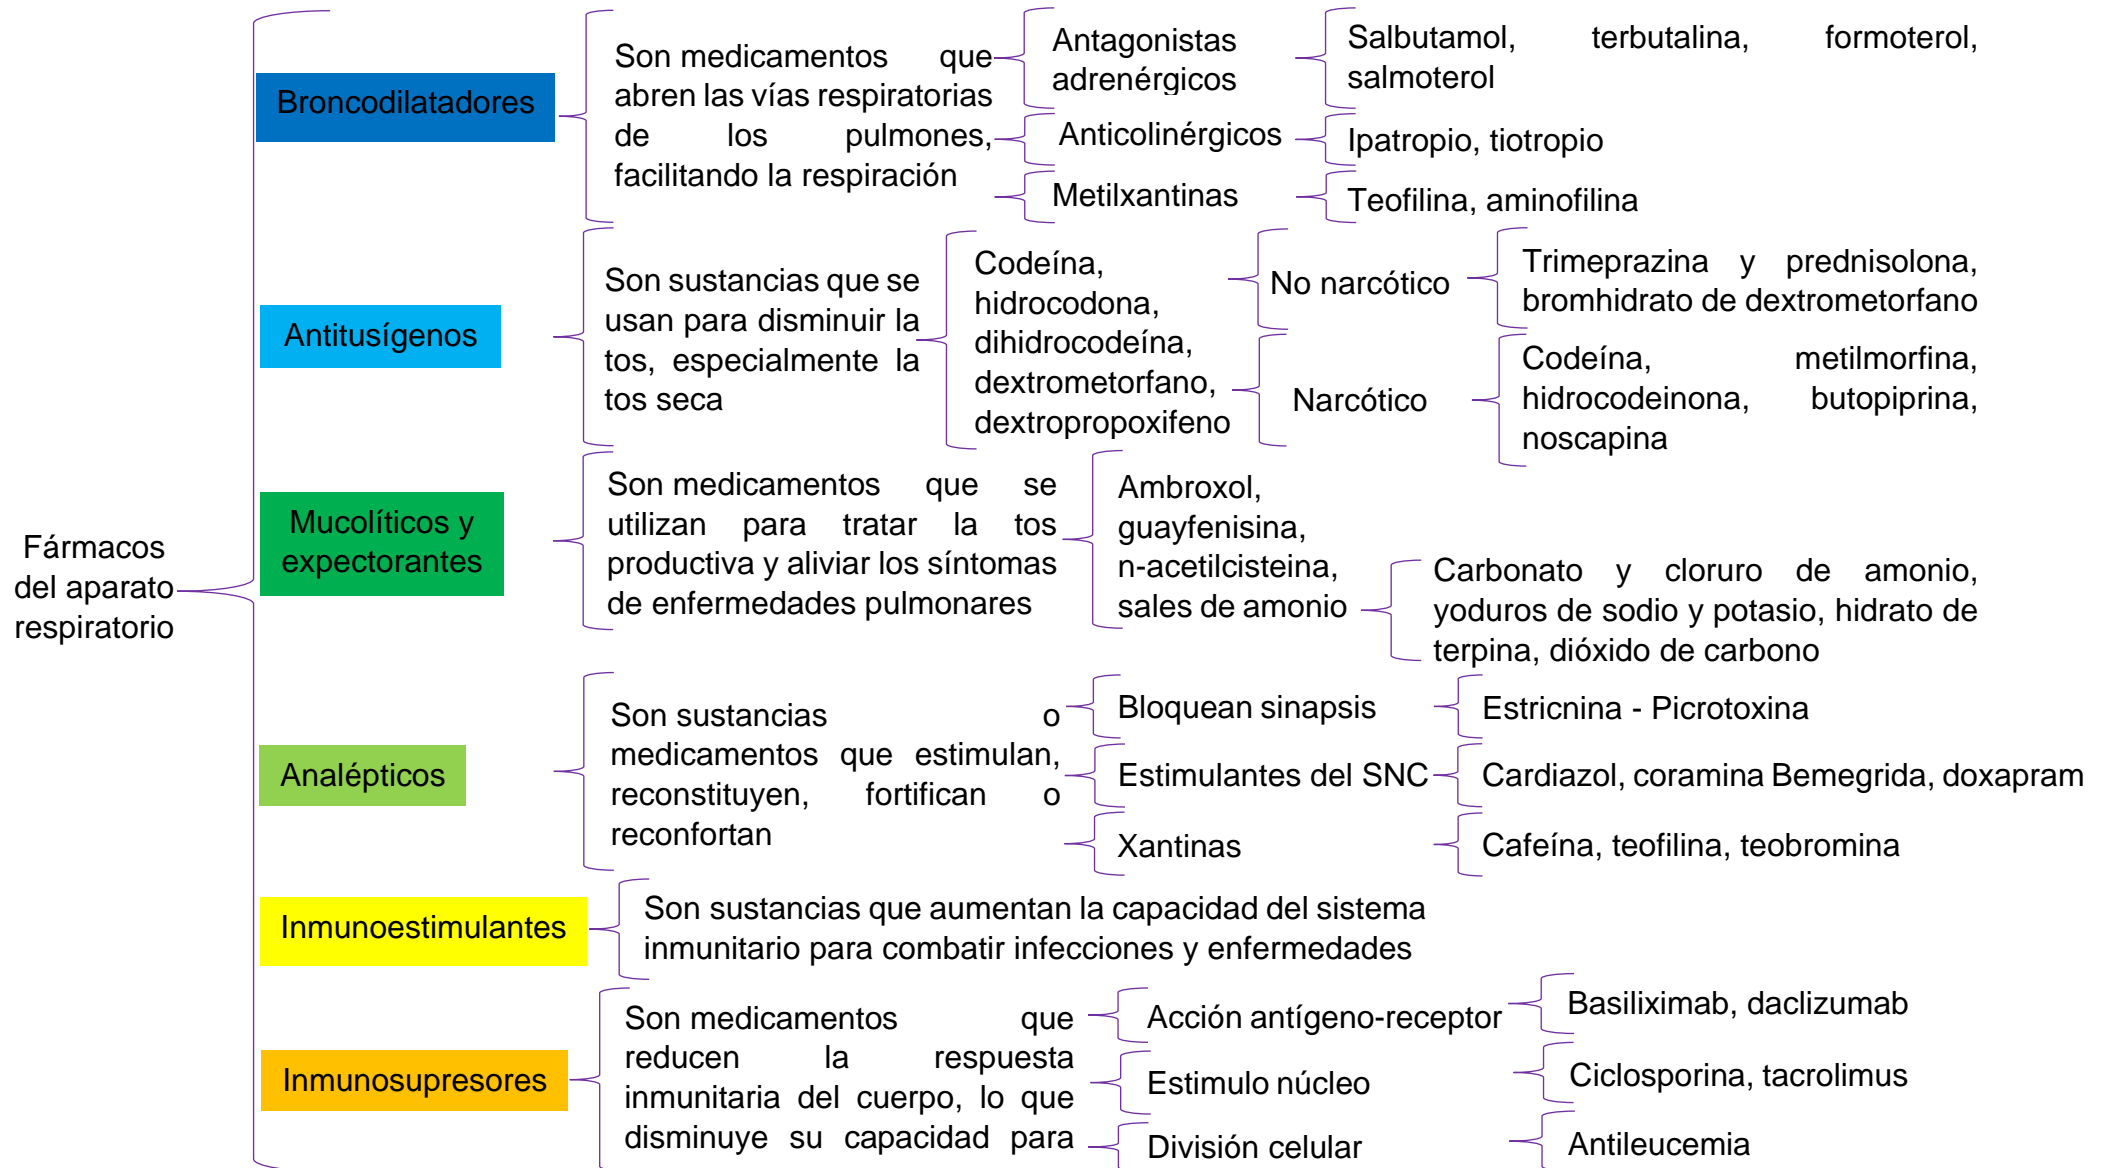 Fármacos
del aparato
respiratorio
Broncodilatadores
Son medicamentos que
abren las vías respiratorias
de los pulmones,
facilitando la respiración
Antagonistas
adrenérgicos
Salbutamol, terbutalina, formoterol,
salmoterol
Anticolinérgicos
Ipatropio, tiotropio
Metilxantinas
Teofilina, aminofilina
Antitusígenos
Son sustancias que se
usan para disminuir la
tos, especialmente la
tos seca
Codeína,
hidrocodona,
dihidrocodeína,
dextrometorfano,
dextropropoxifeno
No narcótico
Trimeprazina y prednisolona,
bromhidrato de dextrometorfano
Narcótico
Codeína, metilmorfina,
hidrocodeinona, butopiprina,
noscapina
Mucolíticos y
expectorantes
Son medicamentos que se
utilizan para tratar la tos
productiva y aliviar los síntomas
de enfermedades pulmonares
Ambroxol,
guayfenisina,
n-acetilcisteina,
sales de amonio
Carbonato y cloruro de amonio,
yoduros de sodio y potasio, hidrato de
terpina, dióxido de carbono
Analépticos
Son sustancias o
medicamentos que estimulan,
reconstituyen, fortifican o
reconfortan
Bloquean sinapsis
Estricnina - Picrotoxina
Estimulantes del SNC
Cardiazol, coramina Bemegrida, doxapram
Xantinas
Cafeína, teofilina, teobromina
Inmunoestimulantes
Son sustancias que aumentan la capacidad del sistema
inmunitario para combatir infecciones y enfermedades
Inmunosupresores
Son medicamentos que
reducen la respuesta
inmunitaria del cuerpo, lo que
disminuye su capacidad para
Acción antígeno-receptor
Basiliximab, daclizumab
Estimulo núcleo
Ciclosporina, tacrolimus
División celular
Antileucemia